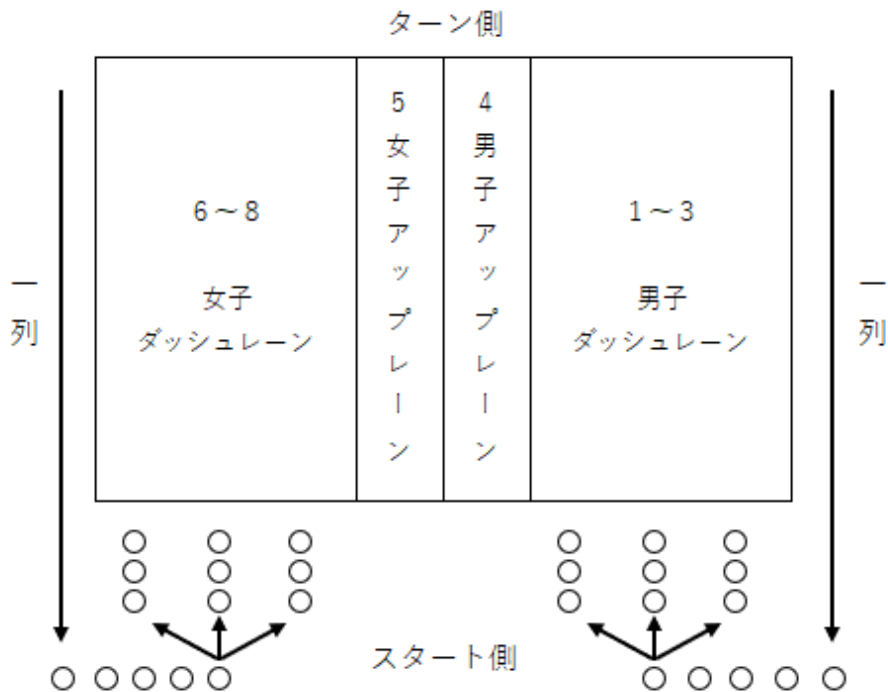 ターン側
一列
6～8
女子
ダッシュレーン
5女子アップレーン
4男子アップレーン
1～3
男子
ダッシュレーン
一列
スタート側